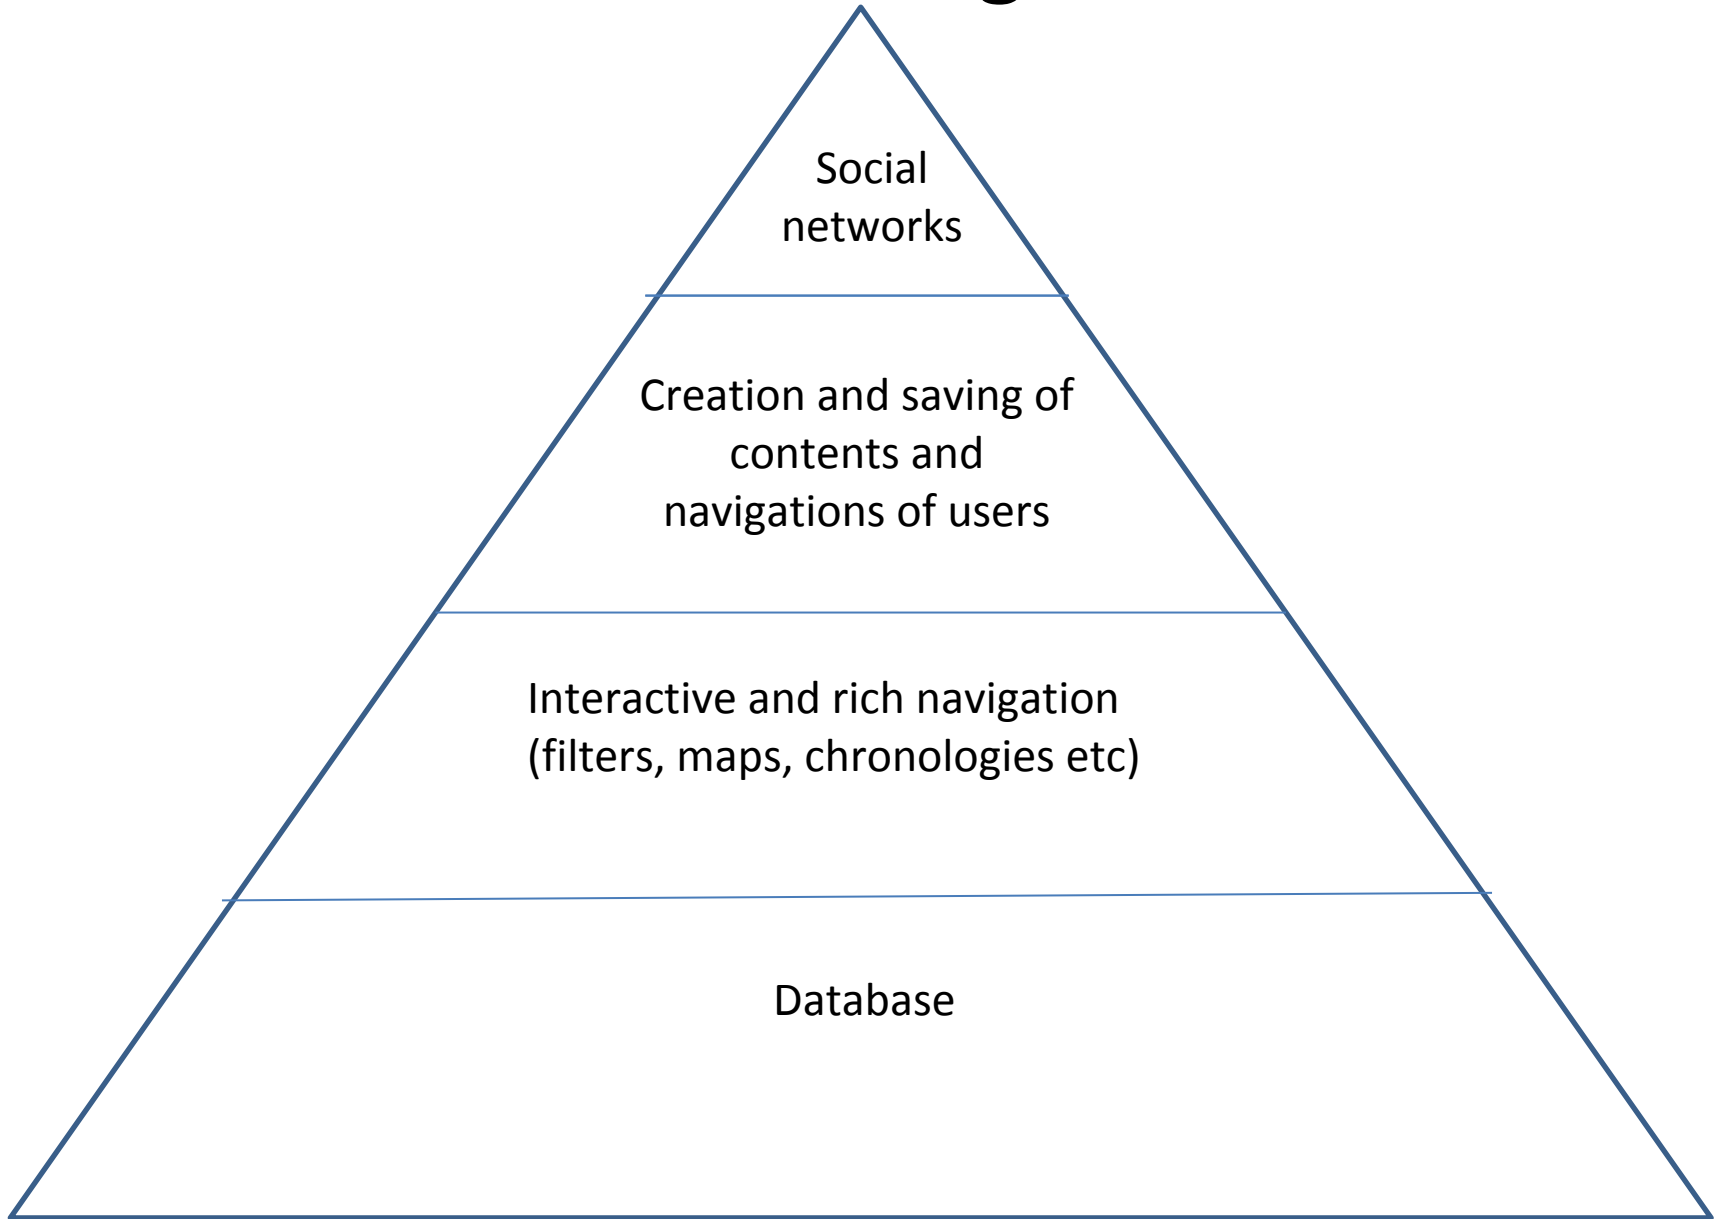 Social
networks
Creation and saving of
contents and
navigations of users
Interactive and rich navigation
(filters, maps, chronologies etc)
Database